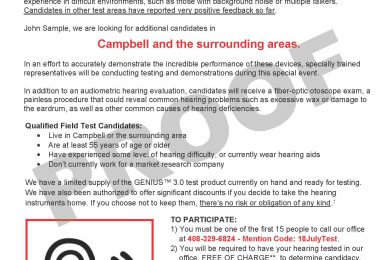 experience in difficult environments, such as those with background noise or multiple talkers.
Candidates in other test areas have reported very positive feedback so far.
John Sample, we are looking for additional candidates in
Campbell and the surrounding areas.
In an effort to accurately demonstrate the incredible performance of these devices, specially trained
representatives will be conducting testing and demonstrations during this special event.
In addition to an audiometric hearing evaluation, candidates will receive a fiber-optic otoscope exam, a
painless procedure that could reveal common hearing problems such as excessive wax or damage to
the eardrum, as well as other common causes of hearing deficiencies.
PROOF
Qualified Field Test Candidates:
• Live in Campbell or the surrounding area
• Are at least 55 years of age or older
• Have experienced some level of hearing difficulty, or currently wear hearing aids
• Don't currently work for a market research company
We have a limited supply of the GENIUS™ 3.0 test product currently on hand and ready for testing.
We have also been authorized to offer significant discounts if you decide to take the hearing
instruments home. If you choose not to keep them, there's no risk or obligation of any kind.†
TO PARTICIPATE:
1) You must be one of the first 15 people to call our office
at 408-329-6824 - Mention Code: 18JulyTest.
2) You will be required to have your hearing tested in our
office, FREE OF CHARGE**, to determine candidacy.